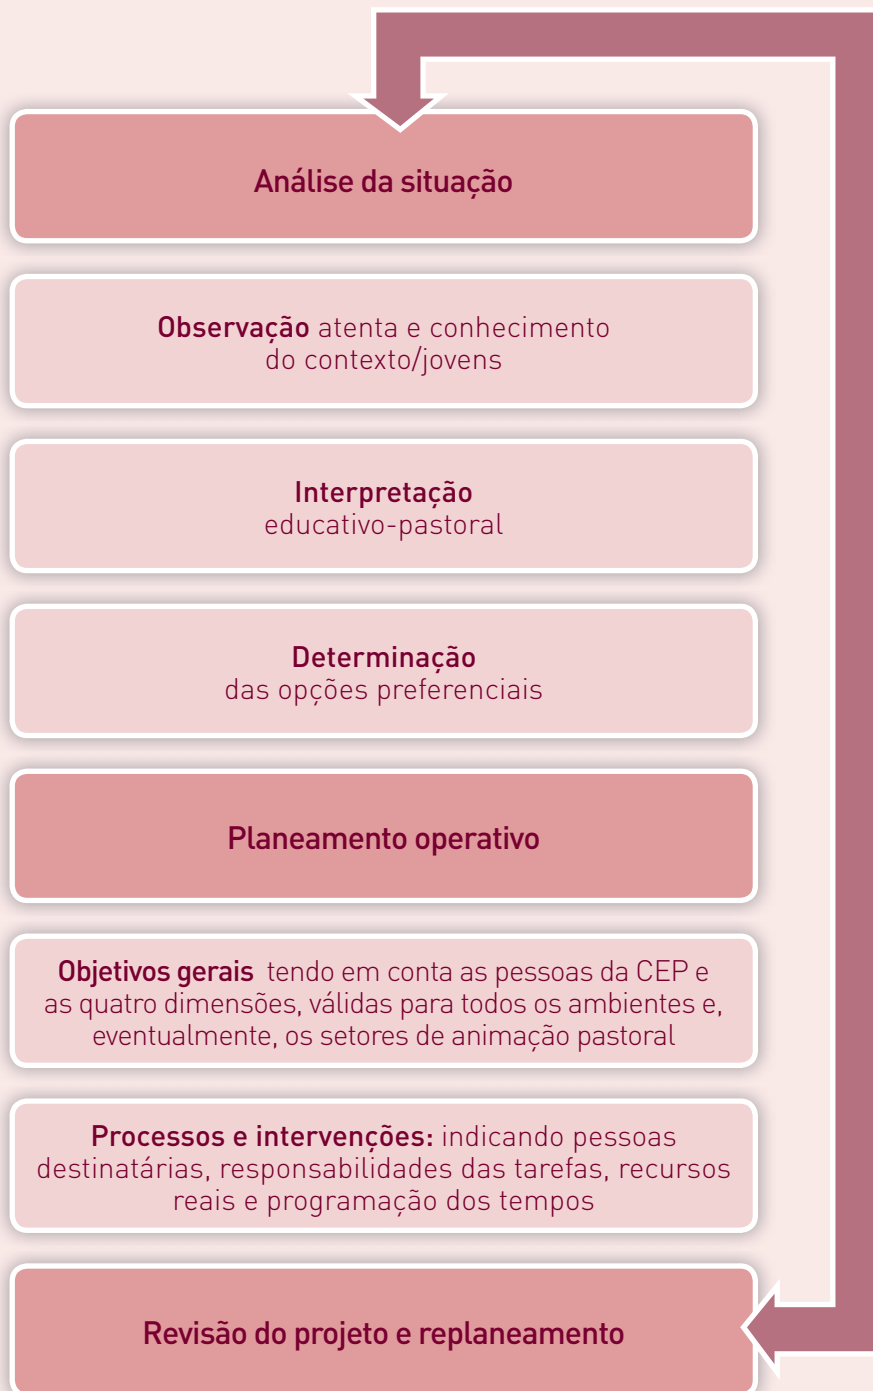 Análise da situação
Observação atenta e conhecimento
do contexto/jovens
Interpretação
educativo-pastoral
Determinação
das opções preferenciais
Planeamento operativo
Objetivos gerais tendo em conta as pessoas da CEP e
as quatro dimensões, válidas para todos os ambientes e,
eventualmente, os setores de animação pastoral
Processos e intervenções: indicando pessoas
destinatárias, responsabilidades das tarefas, recursos
reais e programação dos tempos
Revisão do projeto e replaneamento